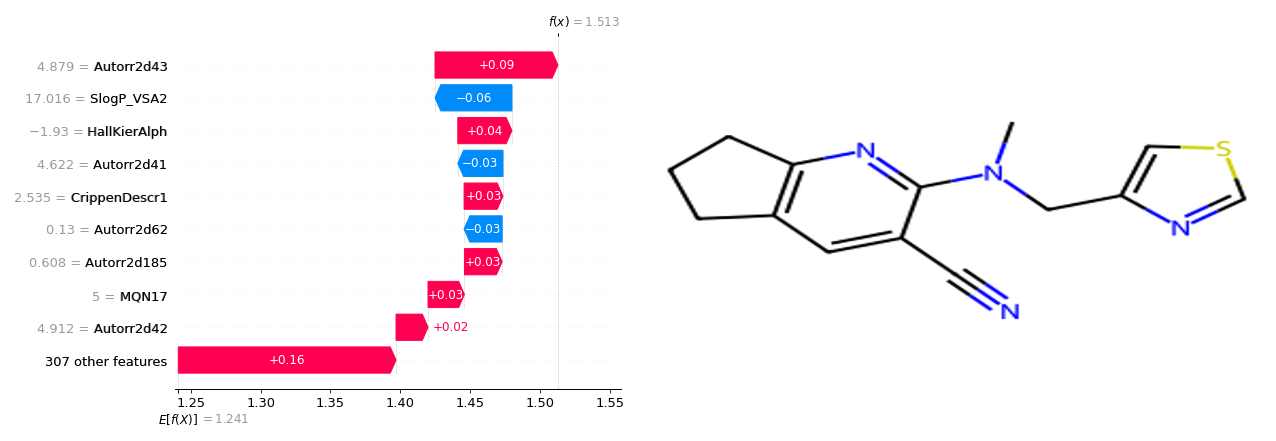 f(x) = 1.513
4.879 = Autorr2d43
+0.09
17.016 = SlogP_VSA2
−0.06
−1.93 = HallKierAlph
+0.04
4.622 = Autorr2d41
−0.03
2.535 = CrippenDescr1
+0.03
0.13 = Autorr2d62
−0.03
0.608 = Autorr2d185
+0.03
5 = MQN17
+0.03
4.912 = Autorr2d42
+0.02
307 other features
+0.16
1.25 1.30 1.35 1.40 1.45 1.50 1.55
E[f(X)] = 1.241
N
N
N
S
N